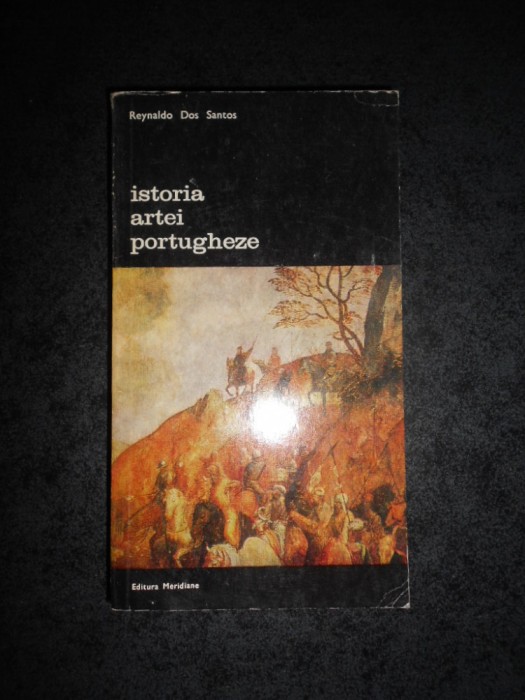 Reynaldo Dos Santos
istoria
artei
portugheze
Editura Meridiane